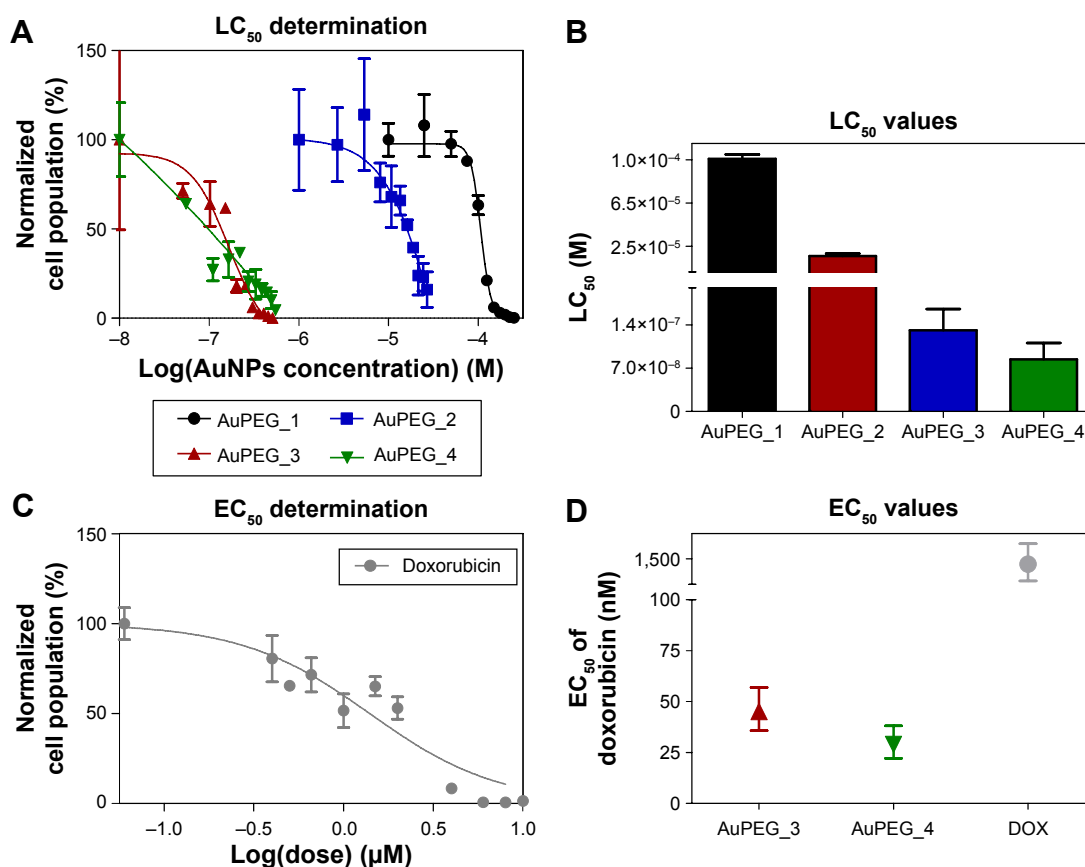 A
LC50 determination
Normalized
cell population (%)
150
100
50
0
–8
–7
–6
–5
–4
Log(AuNPs concentration) (M)
AuPEG_1
AuPEG_2
AuPEG_3
AuPEG_4
B
LC50 values
LC50 (M)
1.0×10−4
6.5×10−5
2.5×10−5
1.4×10−7
7.0×10−8
0
AuPEG_1
AuPEG_2
AuPEG_3
AuPEG_4
C
EC50 determination
Normalized
cell population (%)
150
100
50
0
Doxorubicin
–1.0
–0.5
0.0
0.5
1.0
Log(dose) (µM)
D
EC50 values
EC50 of
doxorubicin (nM)
1,500
100
75
50
25
0
AuPEG_3
AuPEG_4
DOX